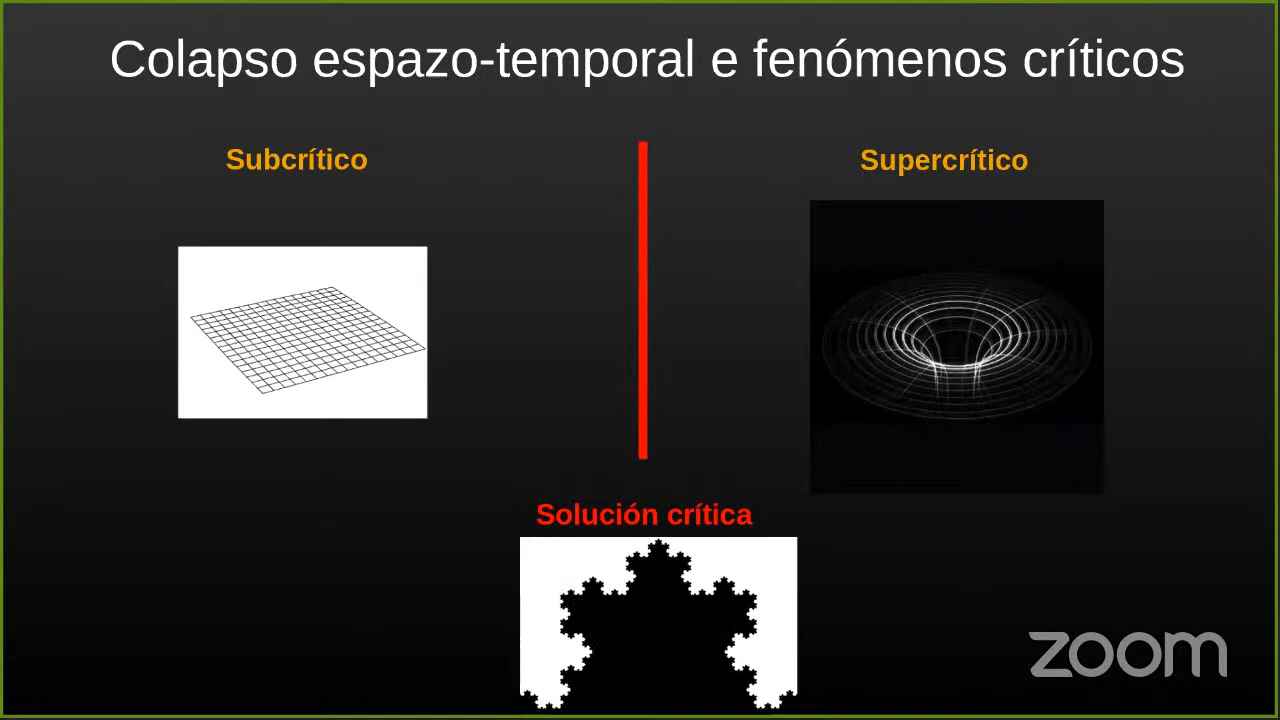 Colapso espazo-temporal e fenómenos críticos
Subcrítico
Supercrítico
Solución crítica
zoom